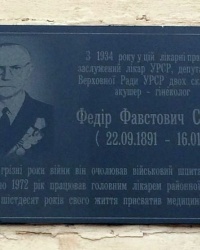 З 1934 року у цій лікарні пра
заслужений лікар УРСР, депут
Верховної Ради УРСР двох ск
акушер - гінеколог
Федір Фавстович С
( 22.09.1891 - 16.01
грізні роки війни він очолював військовий шпит
о 1972 рік працював головним лікарем районно
шістдесят років свого життя присвятив медицин